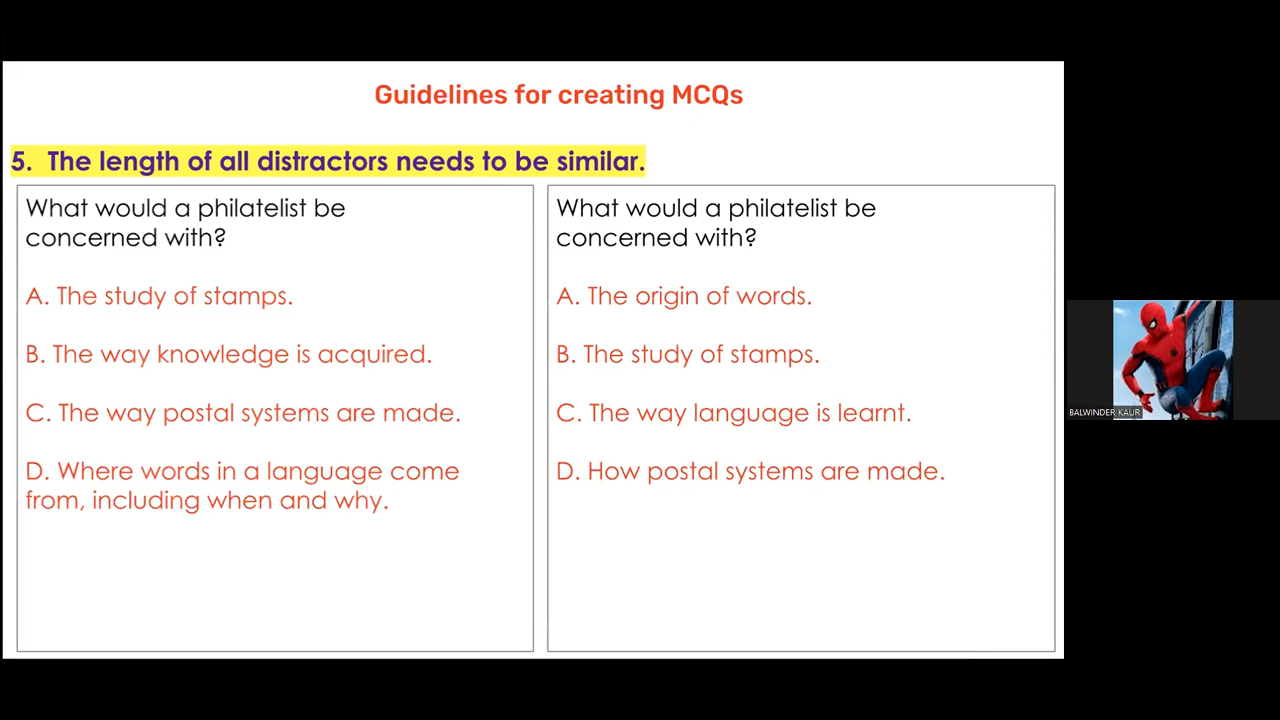 Guidelines for creating MCQs
5. The length of all distractors needs to be similar.
What would a philatelist be
concerned with?
A. The study of stamps.
B. The way knowledge is acquired.
C. The way postal systems are made.
D. Where words in a language come
from, including when and why.
What would a philatelist be
concerned with?
A. The origin of words.
B. The study of stamps.
C. The way language is learnt.
D. How postal systems are made.
BALWINDER KAUR